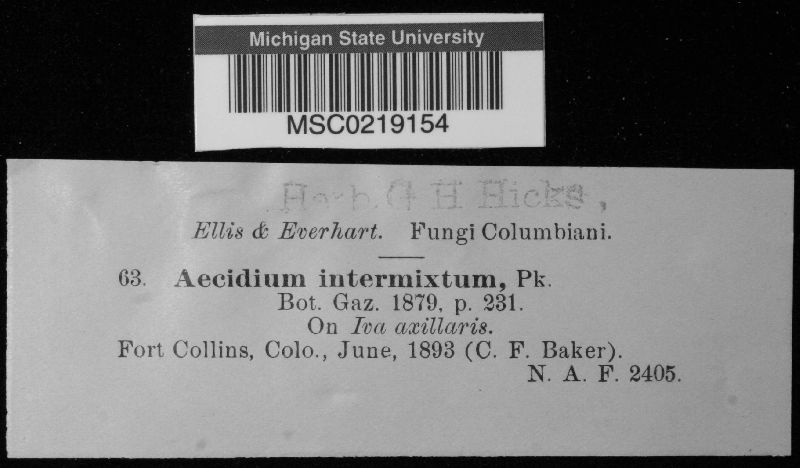 Michigan State University
MSC0219154
Herb. G H Hicks,
Ellis & Everhart. Fungi Columbiani.
63. Aecidium intermixtum, Pk.
Bot. Gaz. 1879, p. 231.
On Iva axillaris.
Fort Collins, Colo., June, 1893 (C. F. Baker).
N. A. F. 2405.